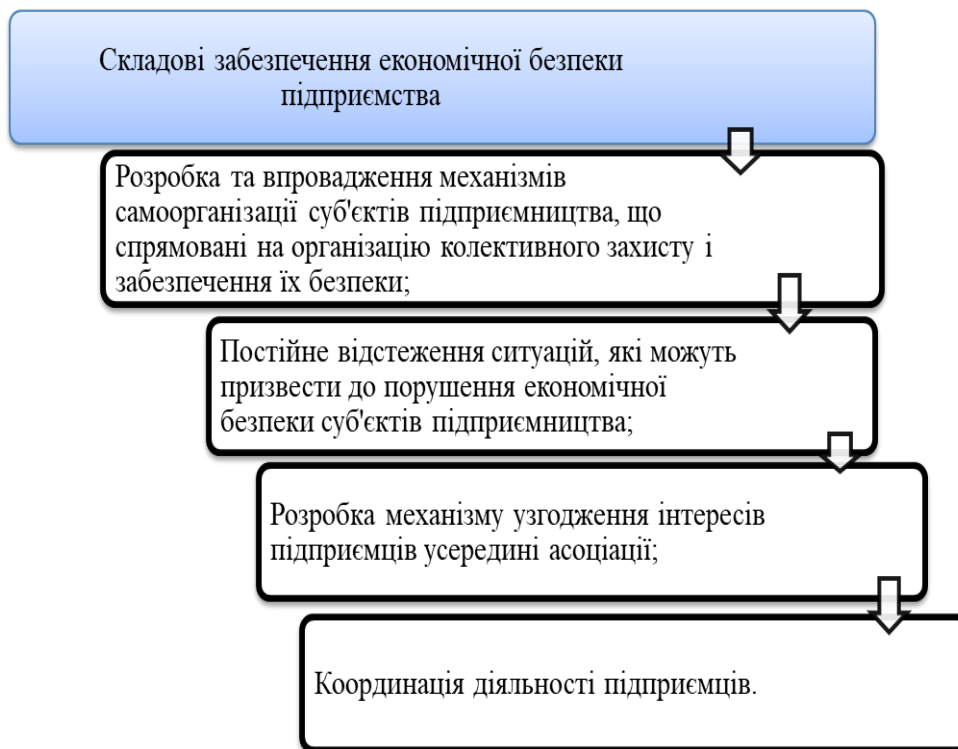 Складові забезпечення економічної безпеки
підприємства
Розробка та впровадження механізмів
самоорганізації суб'єктів підприємництва, що
спрямовані на організацію колективного захисту і
забезпечення їх безпеки;
Постійне відстеження ситуацій, які можуть
призвести до порушення економічної
безпеки суб'єктів підприємництва;
Розробка механізму узгодження інтересів
підприємців усередині асоціації;
Координація діяльності підприємців.